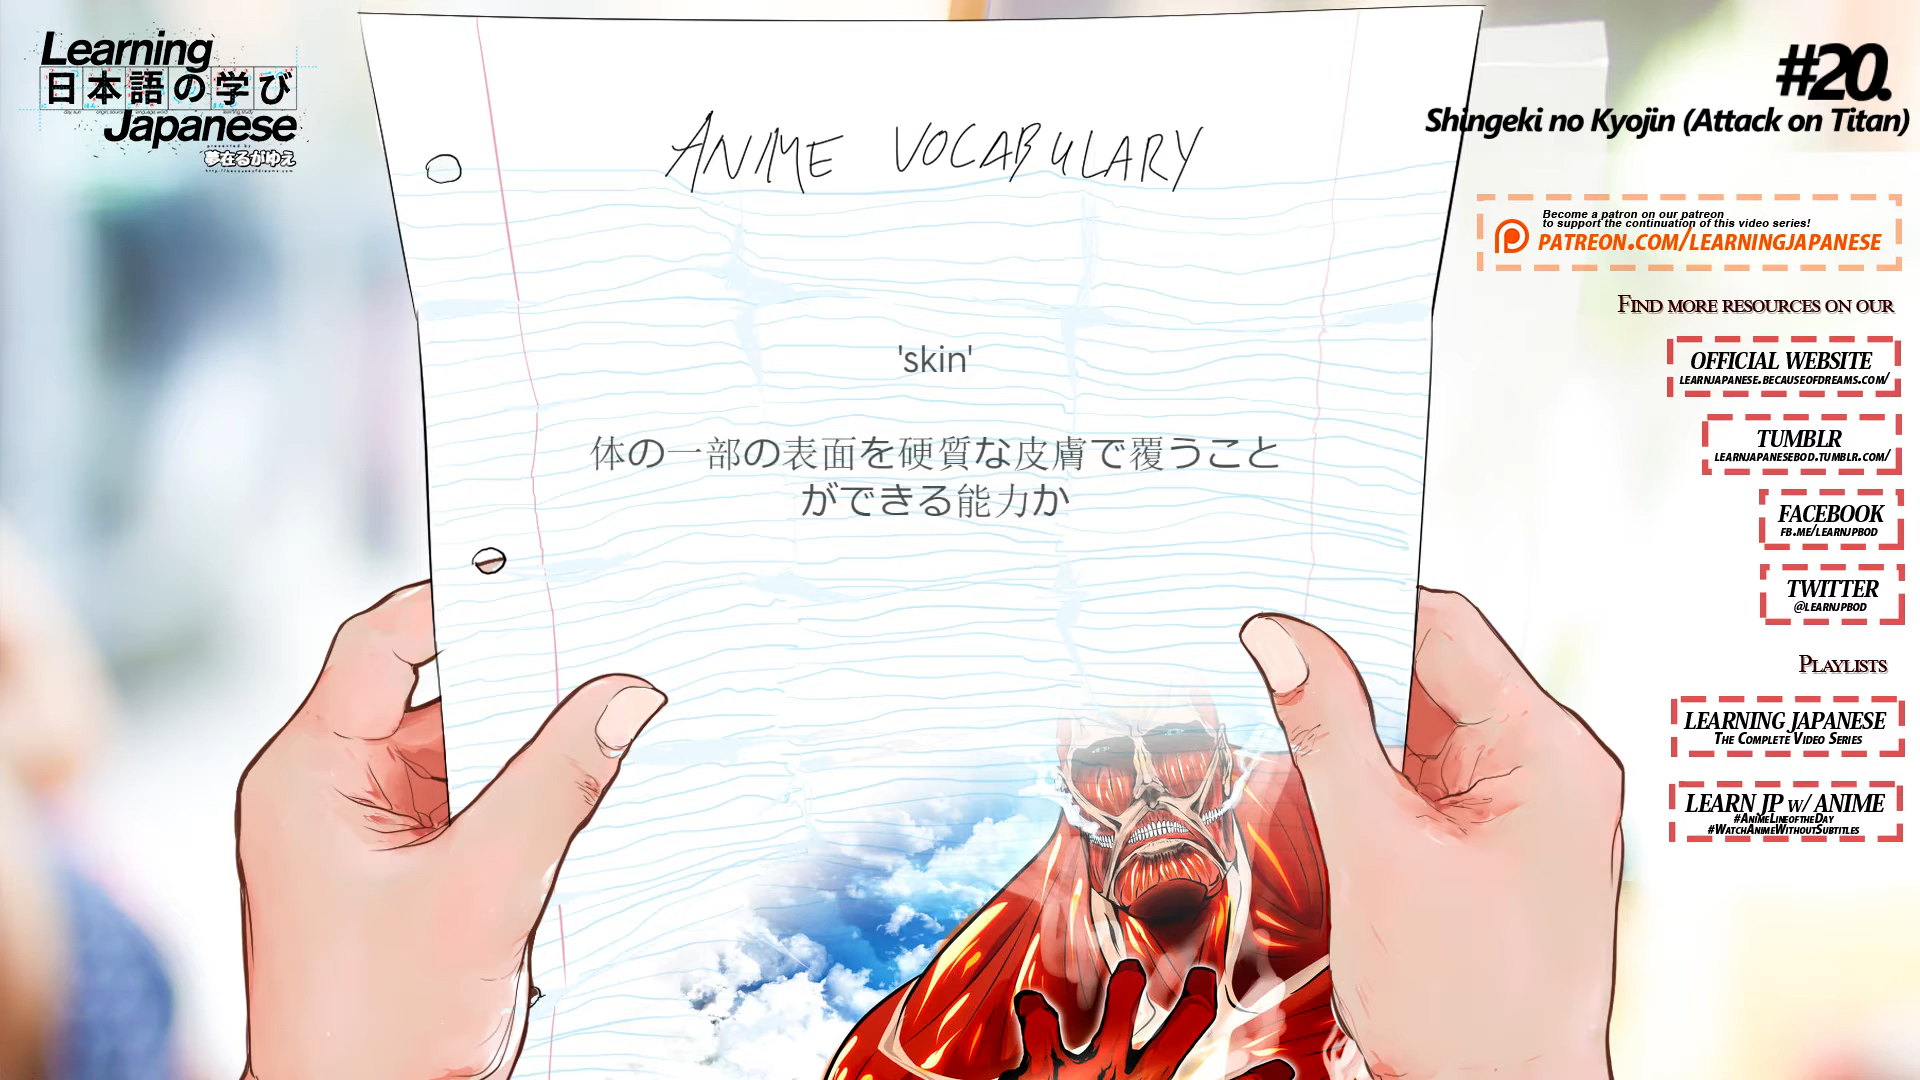 Learning
日本語の学び
Japanese
presented by
夢在るがゆえ
http://becauseofdreams.com
#20.
Shingeki no Kyojin (Attack on Titan)
ANIME VOCABULARY
'skin'
体の一部の表面を硬質な皮膚で覆うこと
ができる能力か
Become a patron on our patreon
to support the continuation of this video series!
PATREON.COM/LEARNINGJAPANESE
FIND MORE RESOURCES ON OUR
OFFICIAL WEBSITE
LEARNJAPANESE.BECAUSEOFDREAMS.COM/
TUMBLR
LEARNJAPANESEBOD.TUMBLR.COM/
FACEBOOK
FB.ME/LEARNJPBOD
TWITTER
@LEARNJPBOD
PLAYLISTS
LEARNING JAPANESE
THE COMPLETE VIDEO SERIES
LEARN JP W/ ANIME
#ANIMELINEOFTHEDAY
#WATCHANIMEWITHOUTSUBTITLES